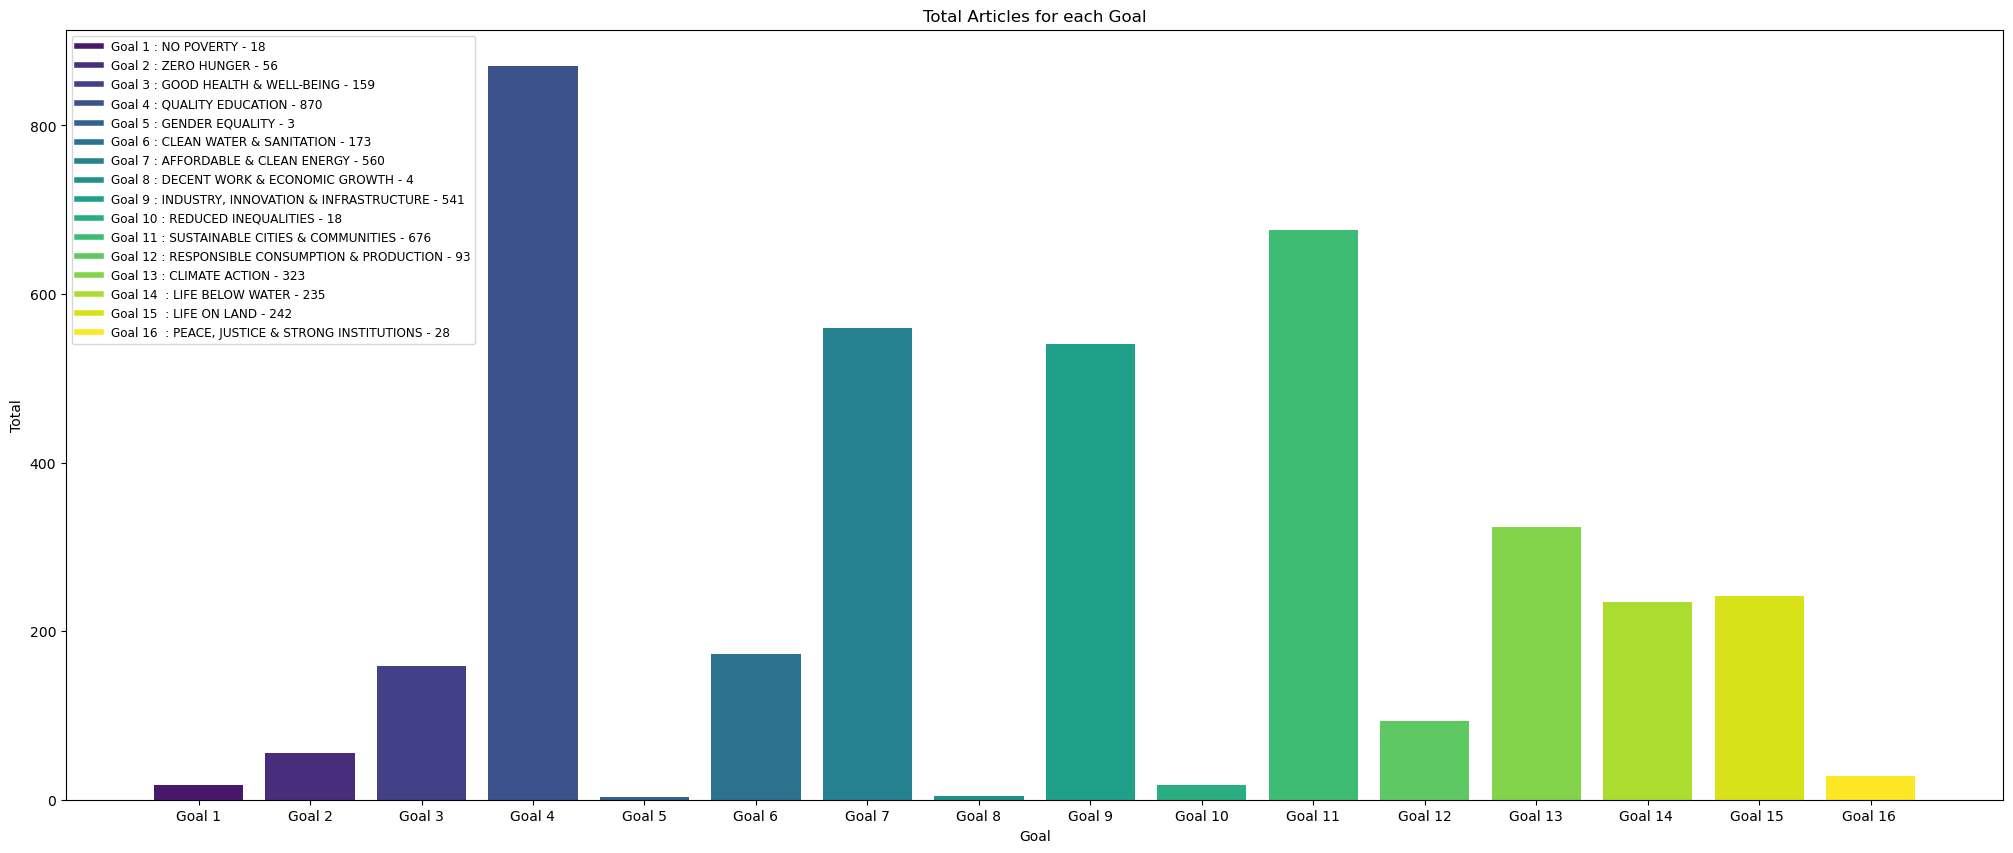 Total Articles for each Goal
Goal 1 : NO POVERTY - 18
Goal 2 : ZERO HUNGER - 56
Goal 3 : GOOD HEALTH & WELL-BEING - 159
Goal 4 : QUALITY EDUCATION - 870
Goal 5 : GENDER EQUALITY - 3
Goal 6 : CLEAN WATER & SANITATION - 173
Goal 7 : AFFORDABLE & CLEAN ENERGY - 560
Goal 8 : DECENT WORK & ECONOMIC GROWTH - 4
Goal 9 : INDUSTRY, INNOVATION & INFRASTRUCTURE - 541
Goal 10 : REDUCED INEQUALITIES - 18
Goal 11 : SUSTAINABLE CITIES & COMMUNITIES - 676
Goal 12 : RESPONSIBLE CONSUMPTION & PRODUCTION - 93
Goal 13 : CLIMATE ACTION - 323
Goal 14  : LIFE BELOW WATER - 235
Goal 15  : LIFE ON LAND - 242
Goal 16  : PEACE, JUSTICE & STRONG INSTITUTIONS - 28
800
600
400
200
0
Total
Goal 1 Goal 2 Goal 3 Goal 4 Goal 5 Goal 6 Goal 7 Goal 8 Goal 9 Goal 10 Goal 11 Goal 12 Goal 13 Goal 14 Goal 15 Goal 16
Goal